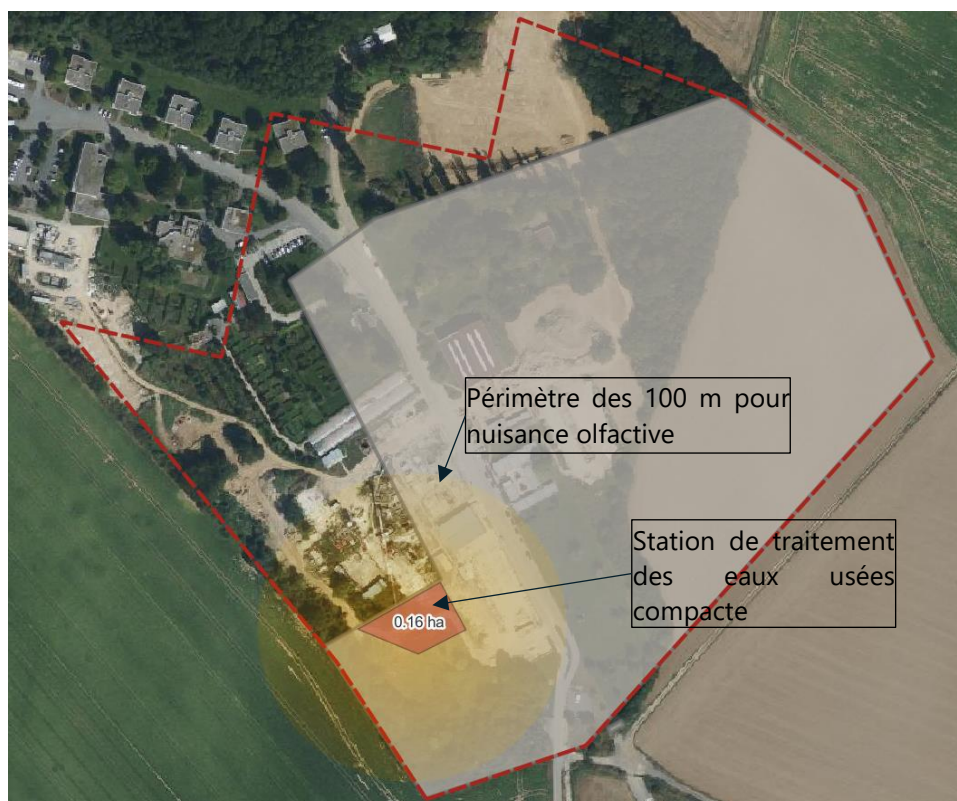 Périmètre des 100 m pour
nuisance olfactive
Station de traitement
des eaux usées
compacte
0.16 ha